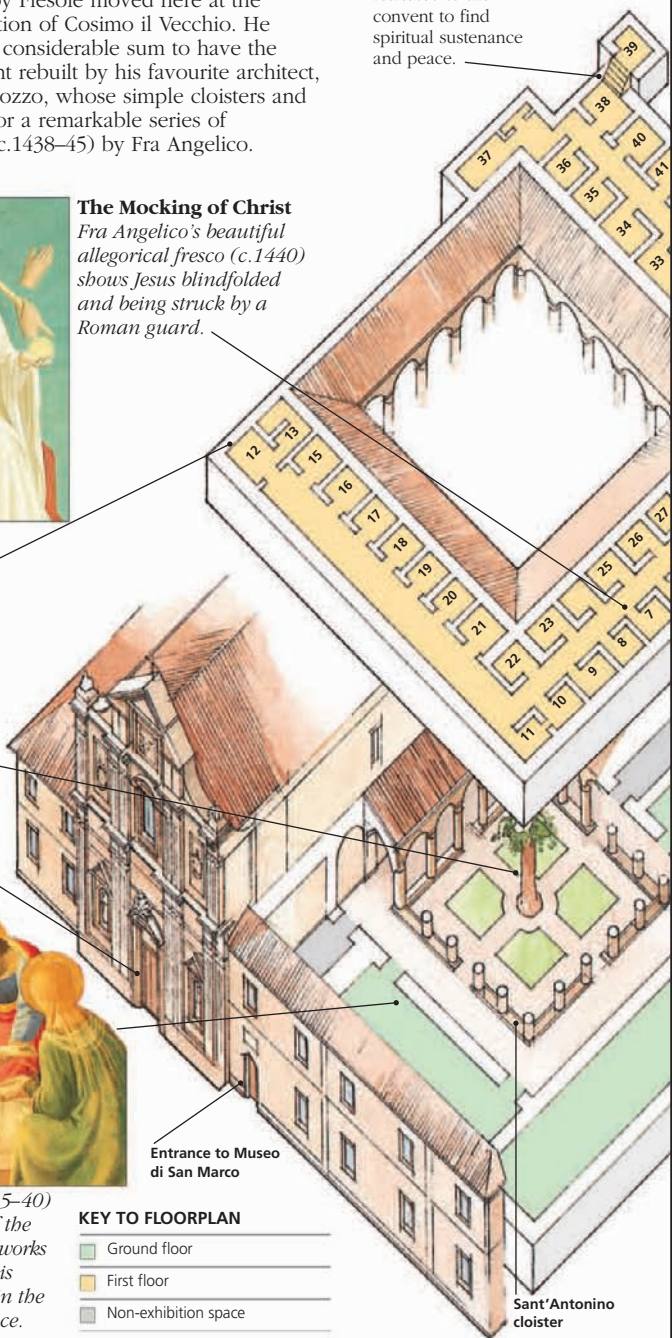 by Fiesole moved here at the
tion of Cosimo il Vecchio. He
considerable sum to have the
nt rebuilt by his favourite architect,
ozzo, whose simple cloisters and
or a remarkable series of
c.1438–45) by Fra Angelico.
convent to find
spiritual sustenance
and peace.
The Mocking of Christ
Fra Angelico's beautiful
allegorical fresco (c.1440)
shows Jesus blindfolded
and being struck by a
Roman guard.
39
38
37
40
41
36
35
34
33
12
13
15
16
17
18
19
20
21
22
23
25
26
27
7
8
9
10
11
Entrance to Museo
di San Marco
5–40)
f the
works
is
n the
ce.
KEY TO FLOORPLAN
Ground floor
First floor
Non-exhibition space
Sant'Antonino
cloister